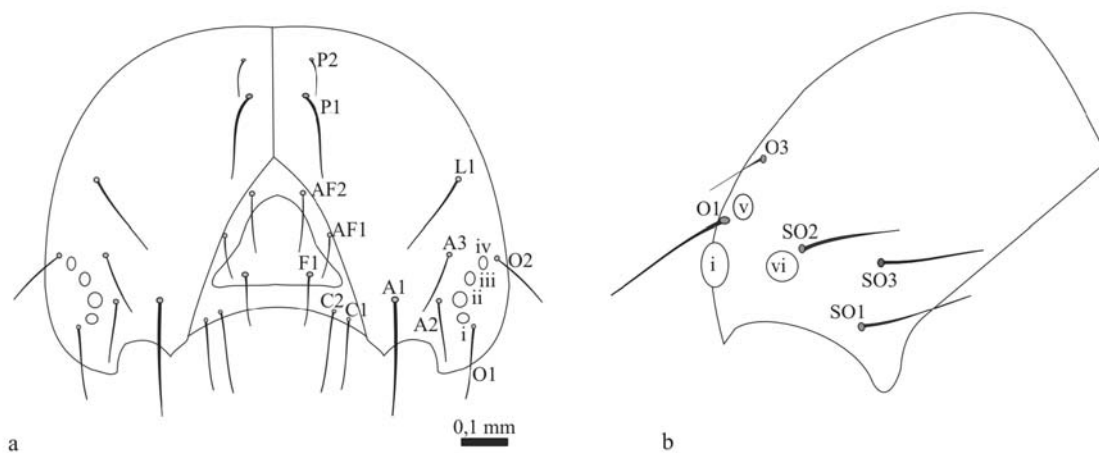 P2
P1
L1
AF2
AF1
A3
iv
O2
F1
iii
A1
ii
C2
C1
A2
i
O1
0,1 mm
a
O3
O1
v
SO2
i
vi
SO3
SO1
b